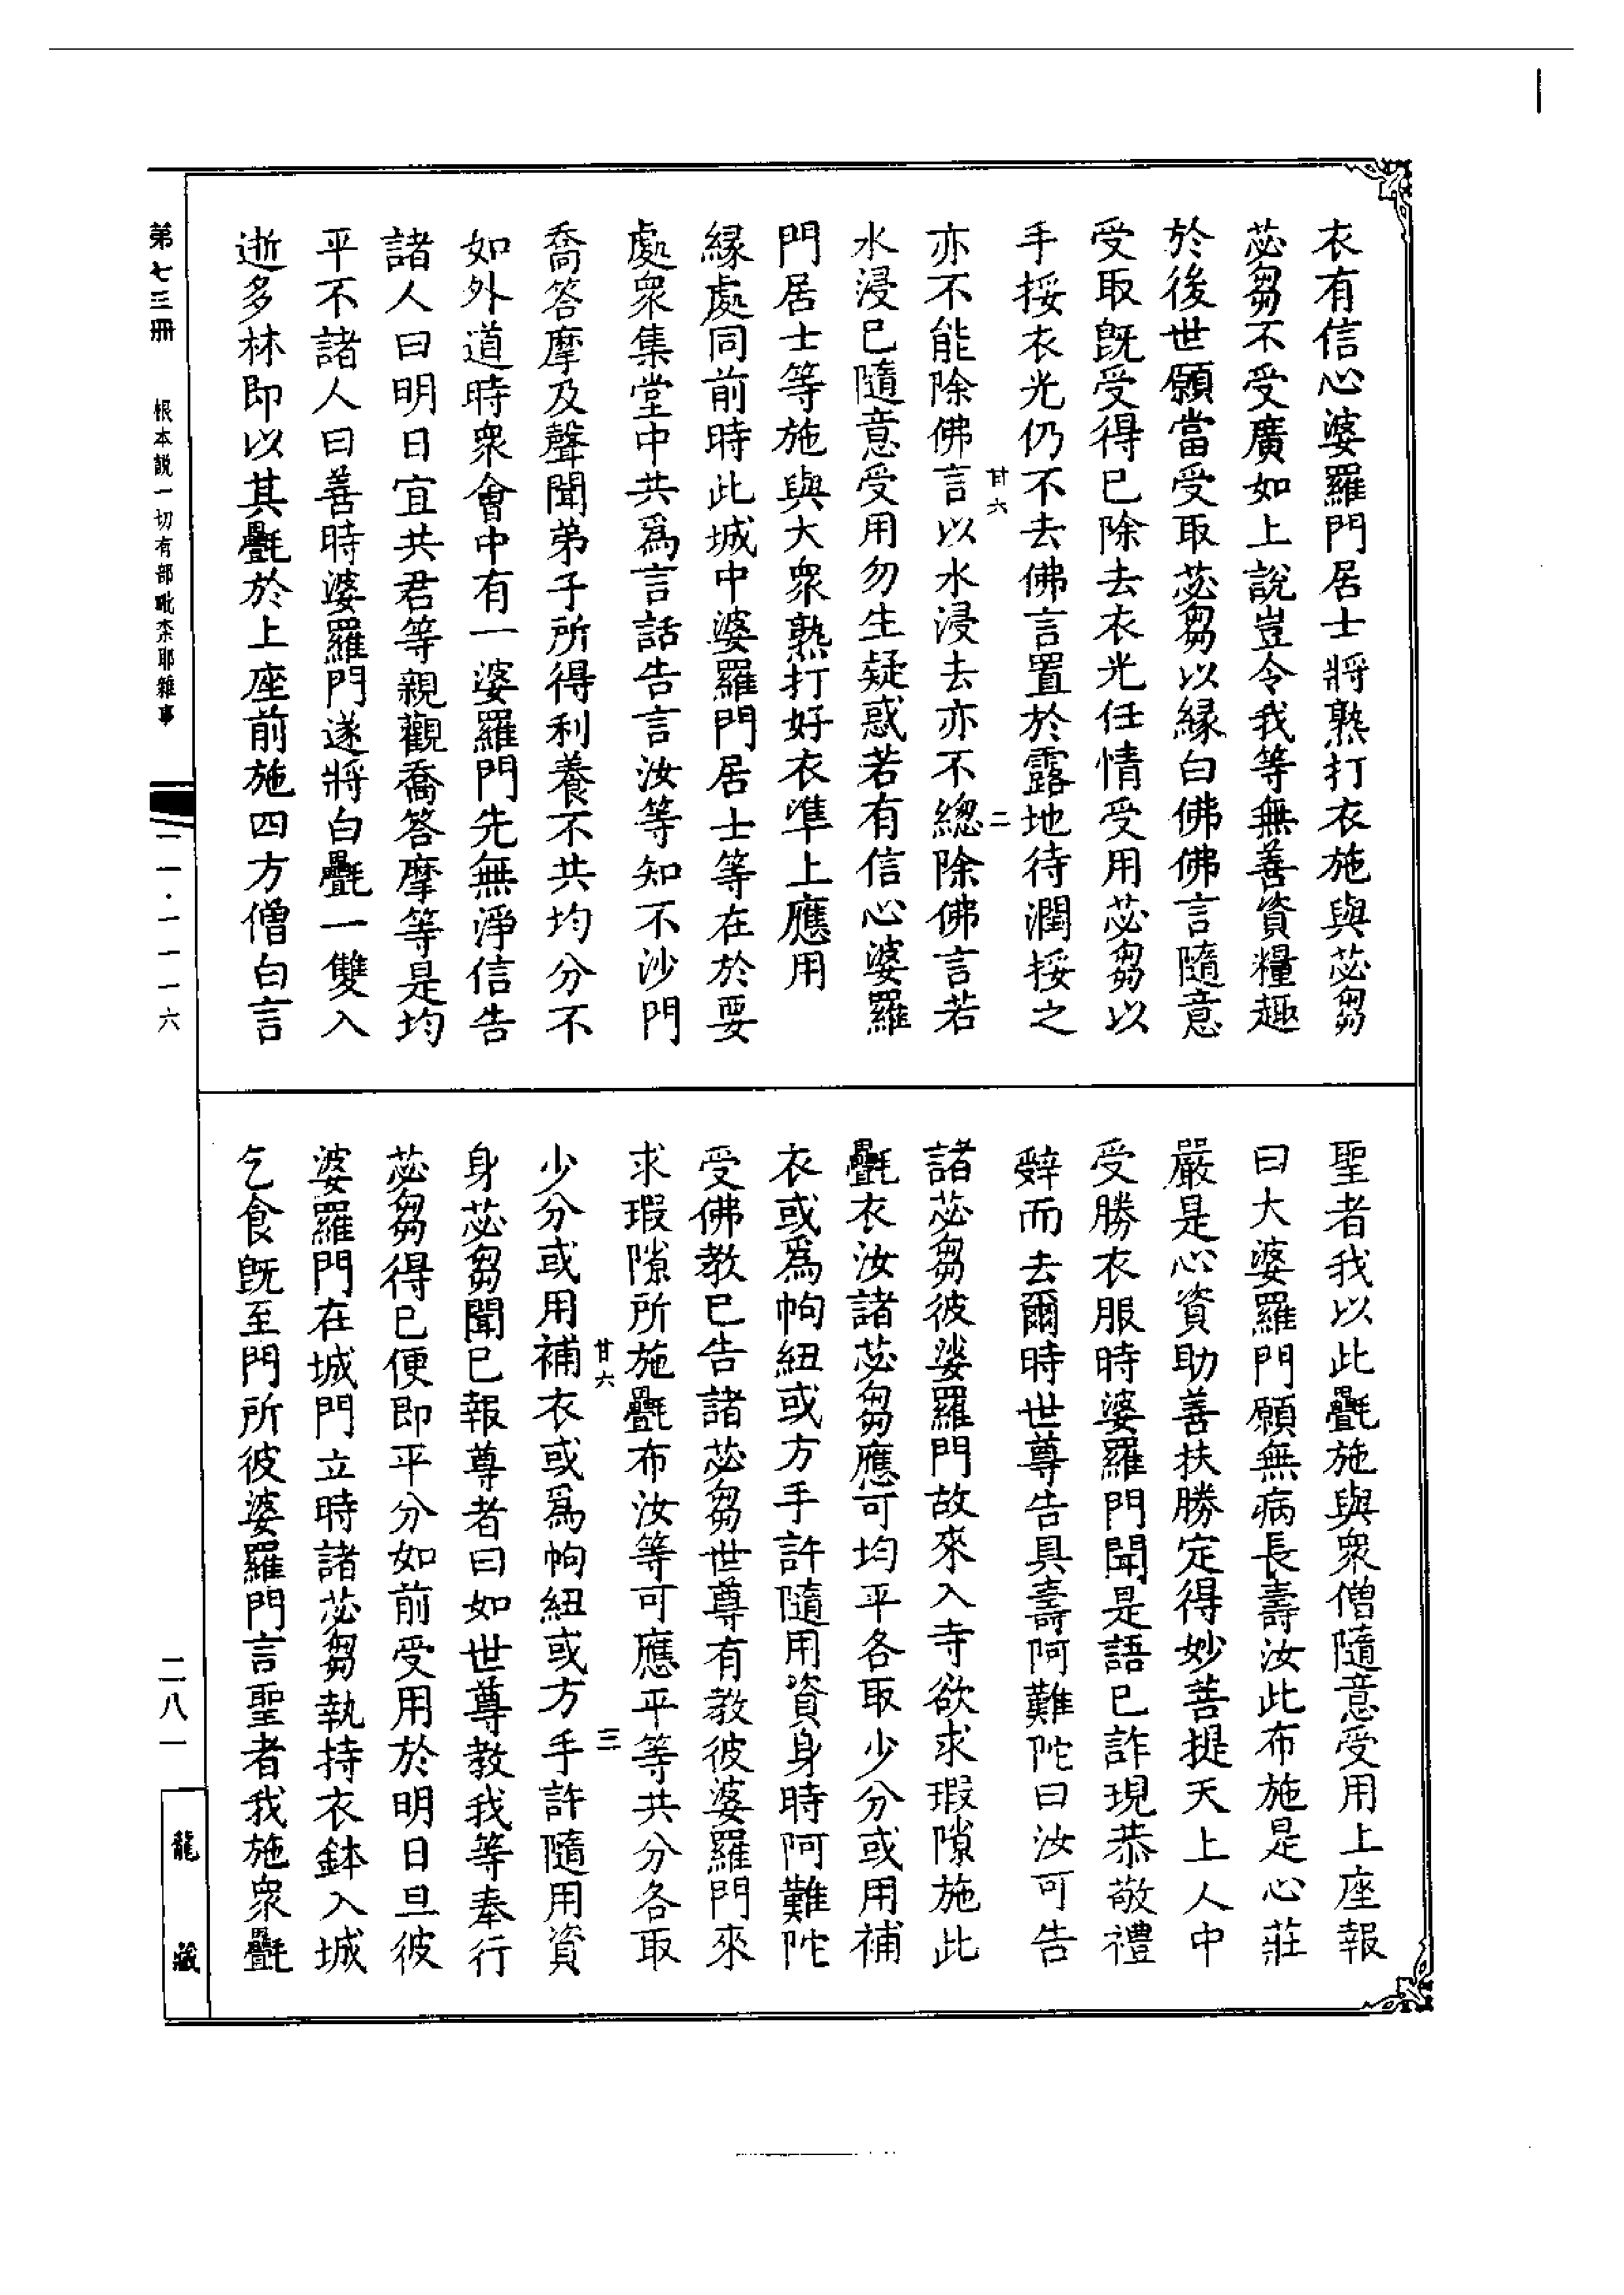 衣有信心婆羅門居士將熟打衣施與苾芻
苾芻不受廣如上說豈令我等無善資糧趣
於後世願當受取苾芻以緣白佛佛言隨意
受取既受得已除去衣光任情受用苾芻以
手挼衣光仍不去佛言置於露地待潤挼之
甘六
二
亦不能除佛言以水浸去亦不總除佛言若
水浸已隨意受用勿生疑惑若有信心婆羅
門居士等施與大眾熟打好衣準上應用
緣處同前時此城中婆羅門居士等在於要
處眾集堂中共為言話告言汝等知不沙門
喬答摩及聲聞弟子所得利養不共均分不
如外道時眾會中有一婆羅門先無淨信告
諸人曰明日宜共君等親觀喬答摩等是均
平不諸人曰善時婆羅門遂將白㲲一雙入
逝多林即以其㲲於上座前施四方僧白言
聖者我以此㲲施與眾僧隨意受用上座報
曰大婆羅門願無病長壽汝此布施是心莊
嚴是心資助善扶勝定得妙菩提天上人中
受勝衣服時婆羅門聞是語已詐現恭敬禮
辭而去爾時世尊告具壽阿難陀曰汝可告
諸苾芻彼婆羅門故來入寺欲求瑕隙施此
㲲衣汝諸苾芻應可均平各取少分或用補
衣或為帉紐或方手許隨用資身時阿難陀
受佛教已告諸苾芻世尊有教彼婆羅門來
求瑕隙所施㲲布汝等可應平等共分各取
甘六
三
少分或用補衣或為帉紐或方手許隨用資
身苾芻聞已報尊者曰如世尊教我等奉行
苾芻得已便即平分如前受用於明日旦彼
婆羅門在城門立時諸苾芻執持衣鉢入城
乞食既至門所彼婆羅門言聖者我施眾㲲
第七三冊
根本說一切有部毗奈耶雜事
一一·一一一六
二八一
龍藏